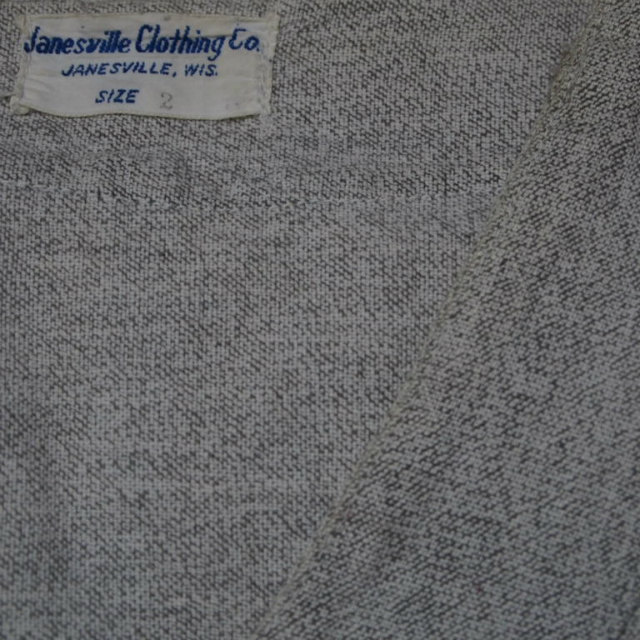 Janesville Clothing Co.
JANESVILLE, WIS.
SIZE 2